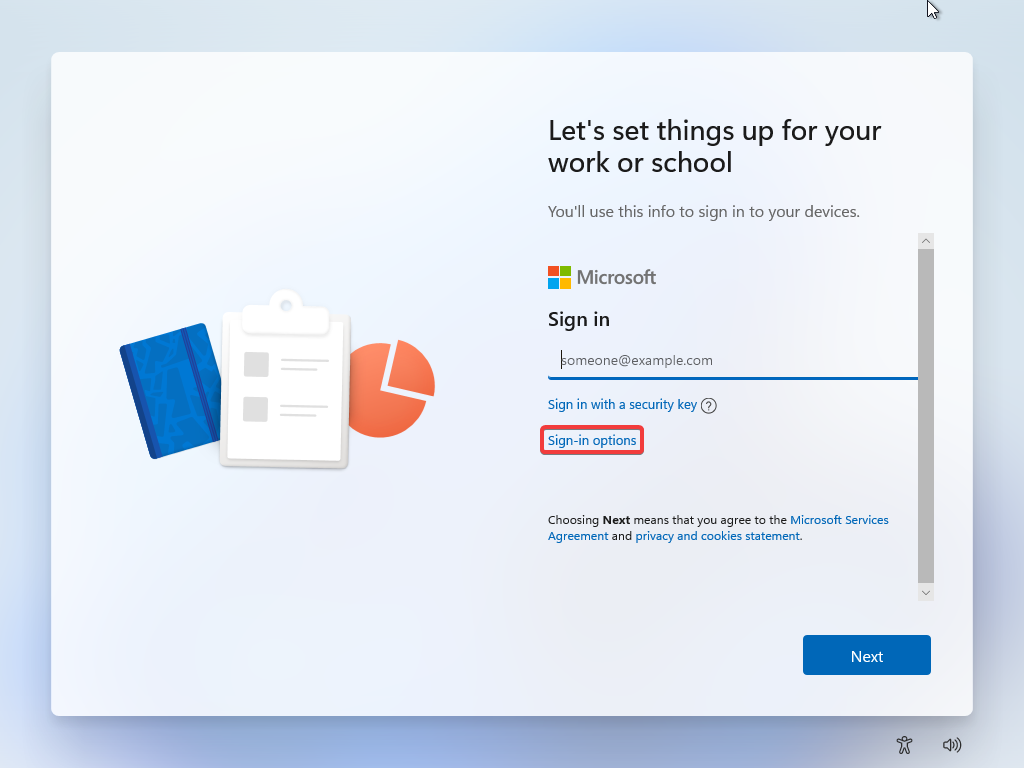 Let's set things up for your
work or school
You'll use this info to sign in to your devices.
Microsoft
Sign in
someone@example.com
Sign in with a security key ?
Sign-in options
Choosing Next means that you agree to the Microsoft Services
Agreement and privacy and cookies statement.
Next